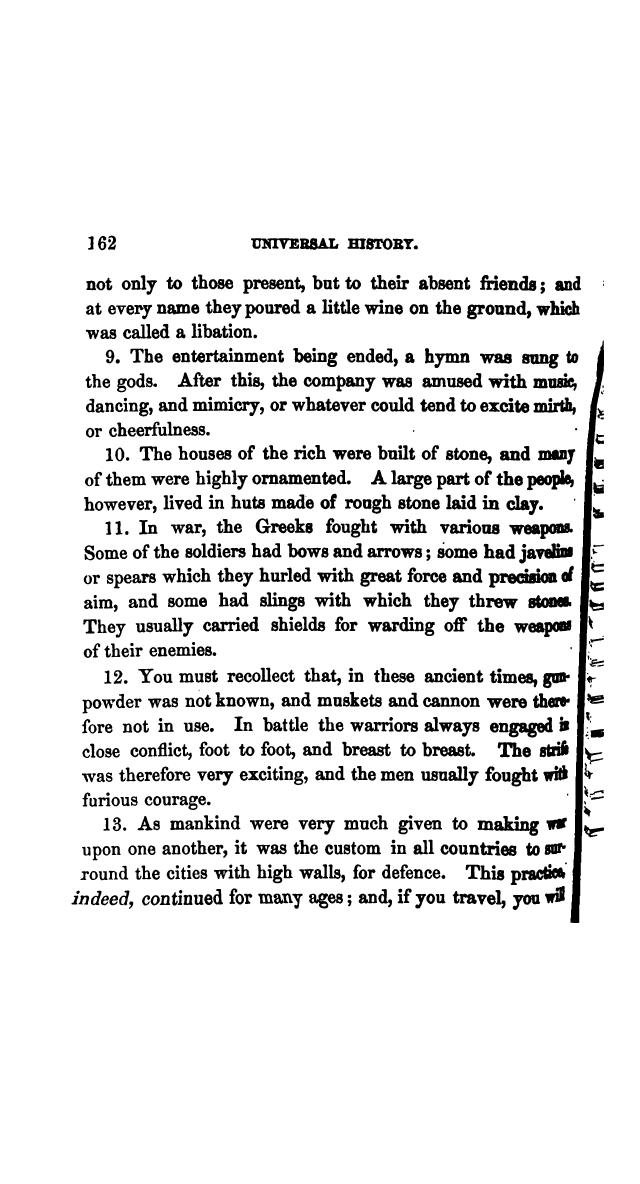 162 UNIVERSAL HISTORY.
not only to those present, but to their absent friends; and
at every name they poured a little wine on the ground, which
was called a libation.
9. The entertainment being ended, a hymn was sung to
the gods. After this, the company was amused with music,
dancing, and mimicry, or whatever could tend to excite mirth,
or cheerfulness.
10. The houses of the rich were built of stone, and many
of them were highly ornamented. A large part of the people,
however, lived in huts made of rough stone laid in clay.
11. In war, the Greeks fought with various weapons.
Some of the soldiers had bows and arrows; some had javelins
or spears which they hurled with great force and precision of
aim, and some had slings with which they threw stones.
They usually carried shields for warding off the weapons
of their enemies.
12. You must recollect that, in these ancient times, gun-
powder was not known, and muskets and cannon were there-
fore not in use. In battle the warriors always engaged in
close conflict, foot to foot, and breast to breast. The strife
was therefore very exciting, and the men usually fought with
furious courage.
13. As mankind were very much given to making war
upon one another, it was the custom in all countries to sur-
round the cities with high walls, for defence. This practice,
indeed, continued for many ages; and, if you travel, you will